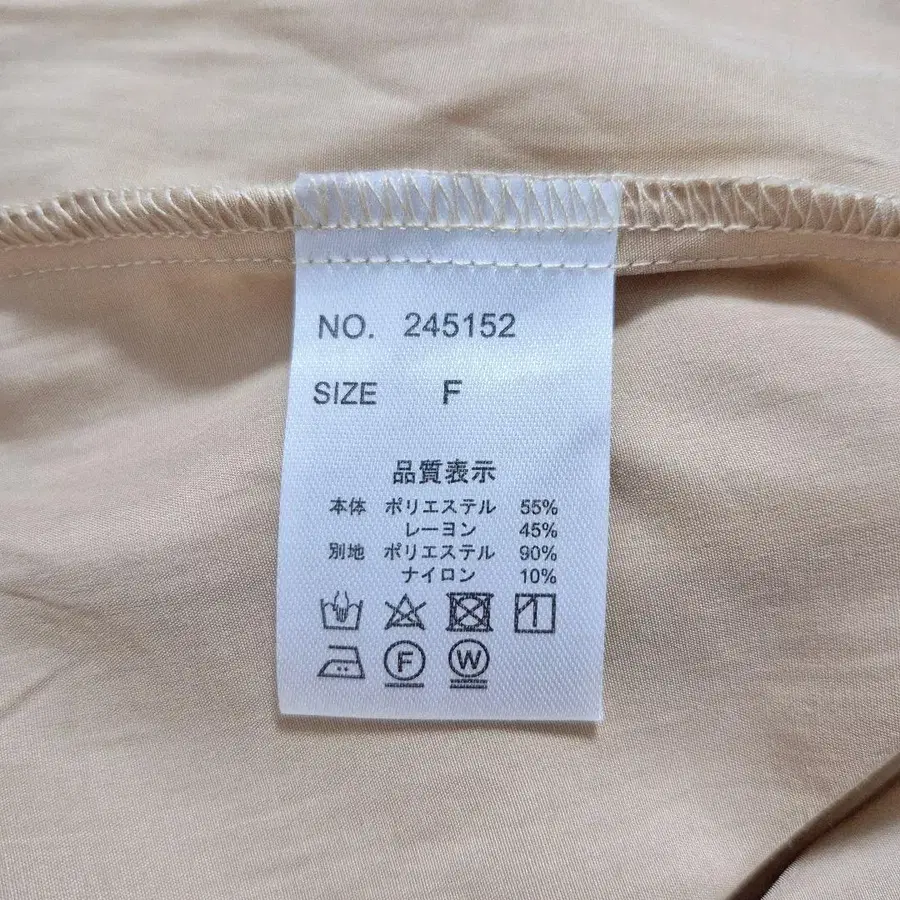 NO. 245152
SIZE F
品質表示
本体 ポリエステル 55%
レーヨン 45%
別地 ポリエステル 90%
ナイロン 10%
F W